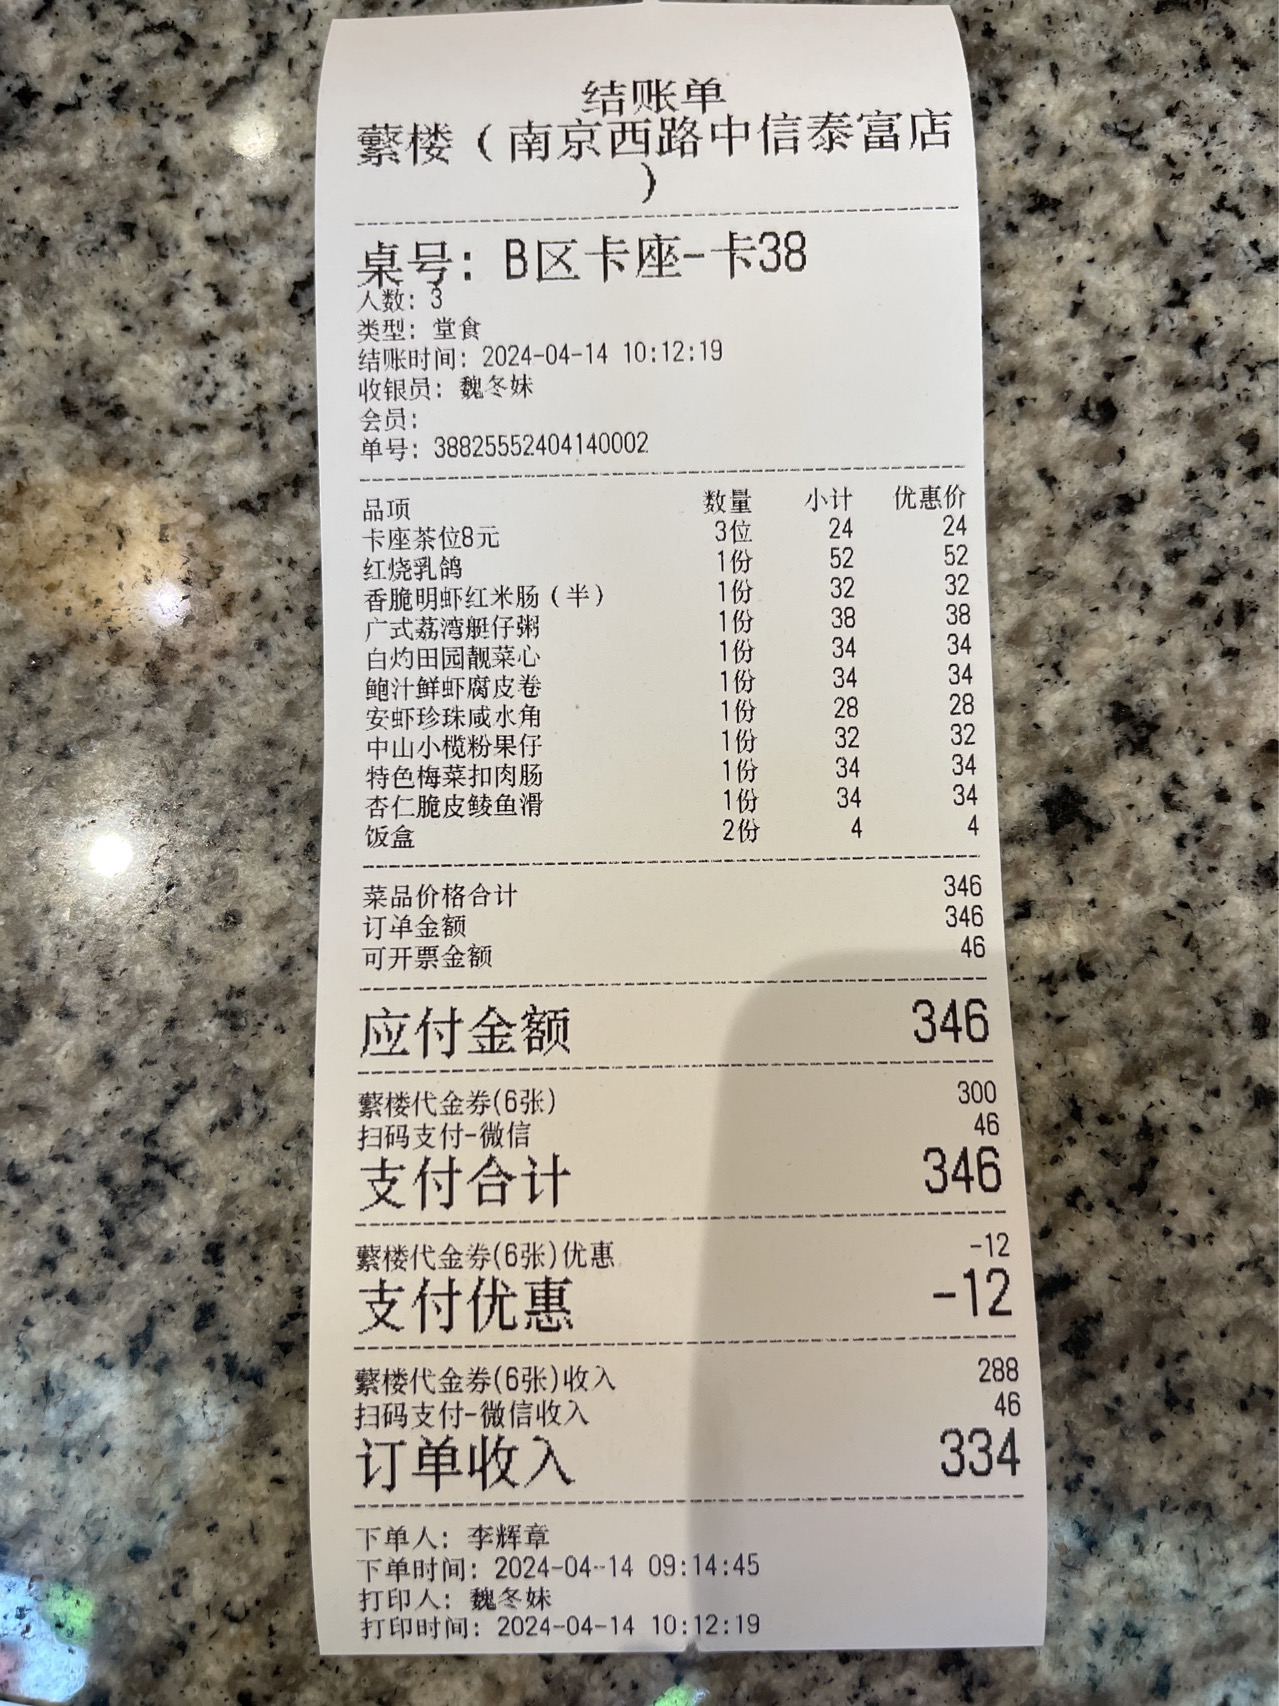 结账单
蘩楼（南京西路中信泰富店
）
桌号: B区卡座-卡38
人数: 3
类型: 堂食
结账时间: 2024-04-14 10:12:19
收银员: 魏冬妹
会员:
单号: 38825552404140002
品项 数量 小计 优惠价
卡座茶位8元 3位 24 24
红烧乳鸽 1份 52 52
香脆明虾红米肠（半） 1份 32 32
广式荔湾艇仔粥 1份 38 38
白灼田园靓菜心 1份 34 34
鲍汁鲜虾腐皮卷 1份 34 34
安虾珍珠咸水角 1份 28 28
中山小榄粉果仔 1份 32 32
特色梅菜扣肉肠 1份 34 34
杏仁脆皮鲮鱼滑 1份 34 34
饭盒 2份 4 4
菜品价格合计 346
订单金额 346
可开票金额 46
应付金额 346
蘩楼代金券(6张) 300
扫码支付-微信 46
支付合计 346
蘩楼代金券(6张)优惠 -12
支付优惠 -12
蘩楼代金券(6张)收入 288
扫码支付-微信收入 46
订单收入 334
下单人: 李辉章
下单时间: 2024-04-14 09:14:45
打印人: 魏冬妹
打印时间: 2024-04-14 10:12:19